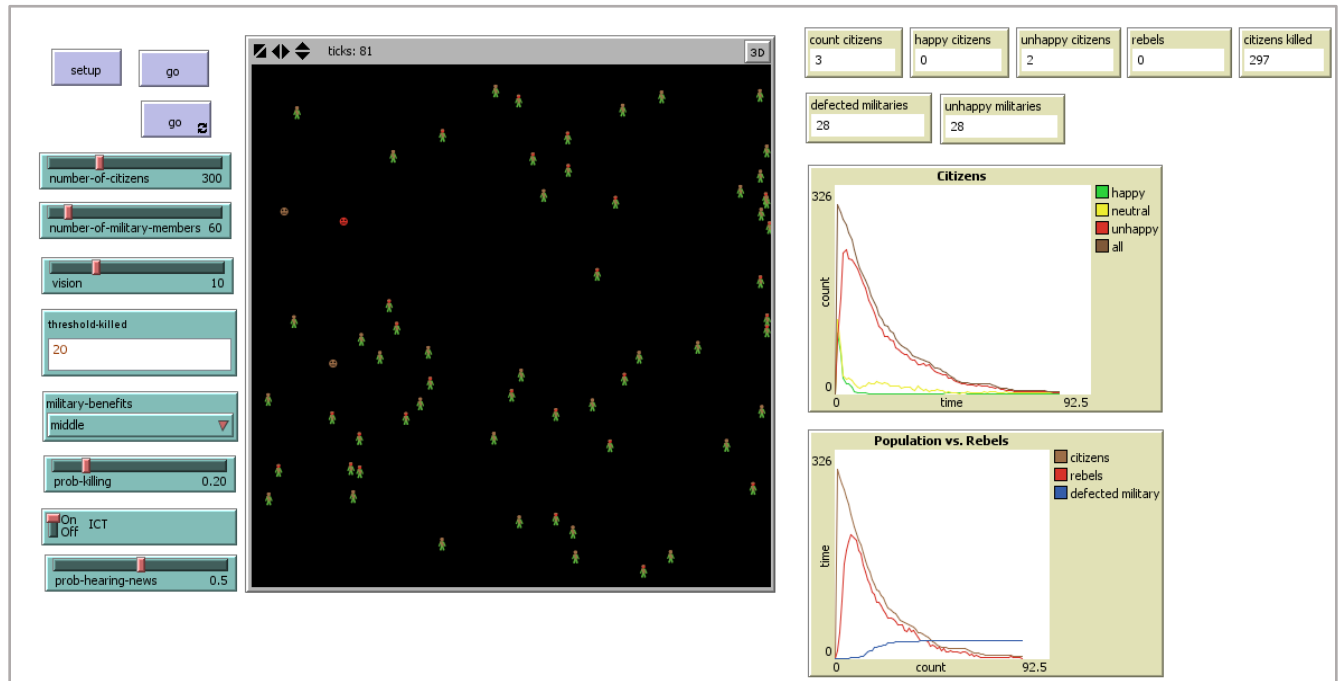 setup
go
go
number-of-citizens 300
number-of-military-members 60
vision 10
threshold-killed
20
military-benefits
middle
prob-killing 0.20
On
Off
ICT
prob-hearing-news 0.5
ticks: 81
3D
count citizens
3
happy citizens
0
unhappy citizens
2
rebels
0
citizens killed
297
defected militaries
28
unhappy militaries
28
Citizens
326
count
0
0
time
92.5
happy
neutral
unhappy
all
Population vs. Rebels
326
time
0
0
count
92.5
citizens
rebels
defected military